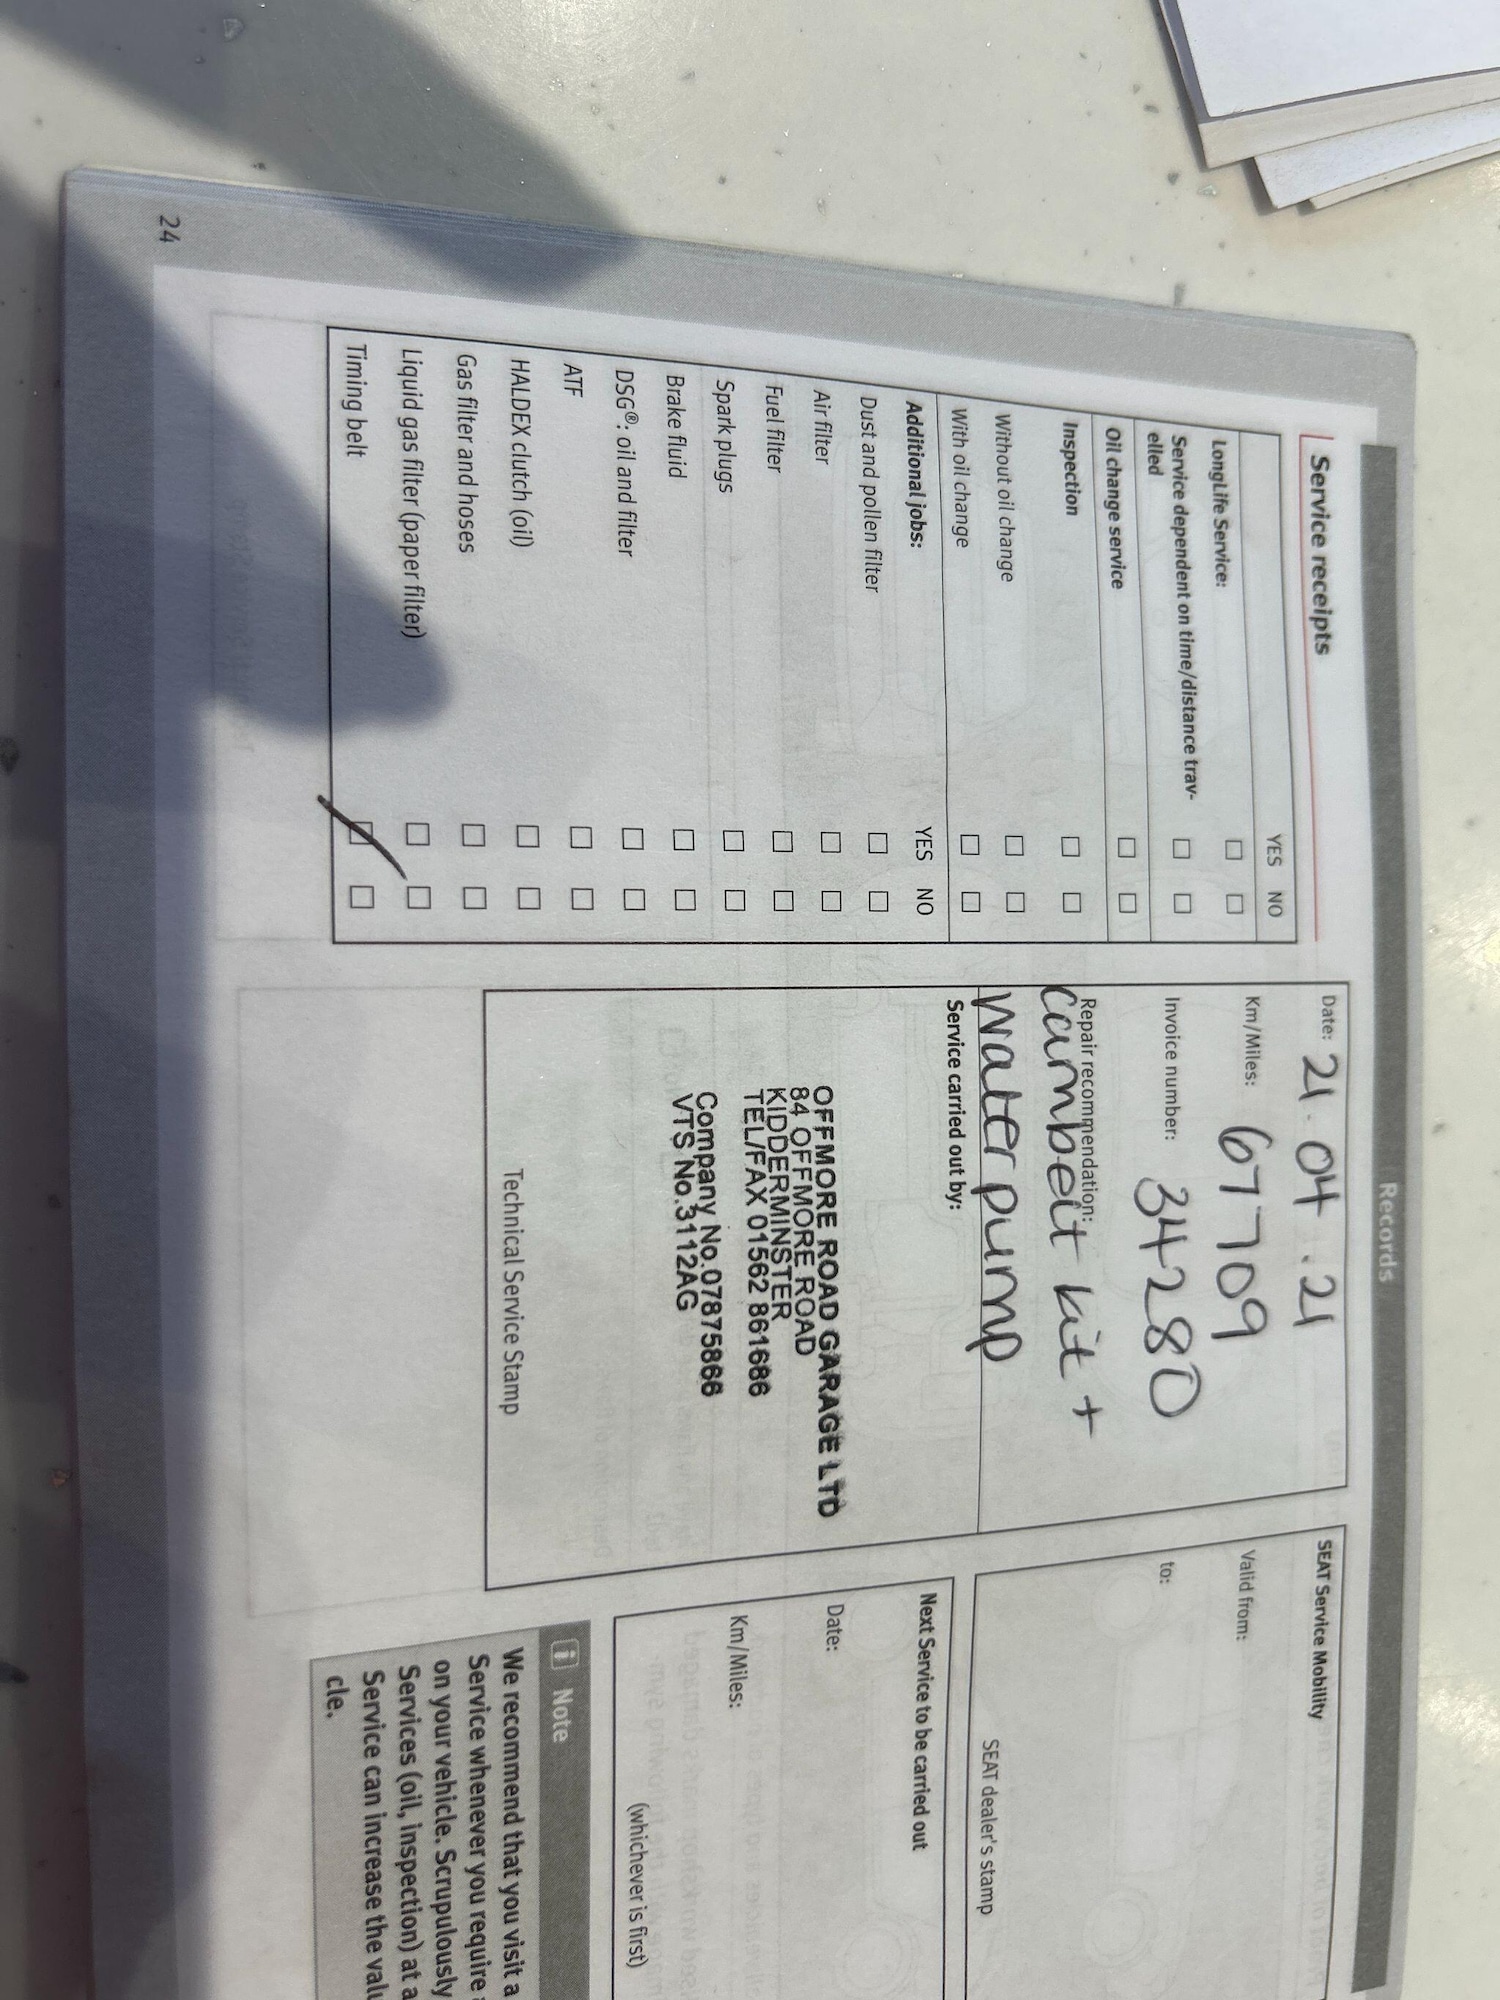 Records
Service receipts
YES NO
LongLife Service:
Service dependent on time/distance trav-
elled
Oil change service
Inspection
Without oil change
With oil change
Additional jobs: YES NO
Dust and pollen filter
Air filter
Fuel filter
Spark plugs
Brake fluid
DSG®: oil and filter
ATF
HALDEX clutch (oil)
Gas filter and hoses
Liquid gas filter (paper filter)
Timing belt
Date: 21.04.21
Km/Miles: 67709
Invoice number: 34280
Repair recommendation:
cambelt kit +
water pump
Service carried out by:
OFFMORE ROAD GARAGE LTD
84 OFFMORE ROAD
KIDDERMINSTER
TEL/FAX 01562 861686
Company No.07875866
VTS No.3112AG
Technical Service Stamp
SEAT Service Mobility
Valid from:
to:
SEAT dealer's stamp
Next Service to be carried out
Date:
Km/Miles:
(whichever is first)
i Note
We recommend that you visit a
Service whenever you require
on your vehicle. Scrupulously
Services (oil, inspection) at a
Service can increase the valu
cle.
24